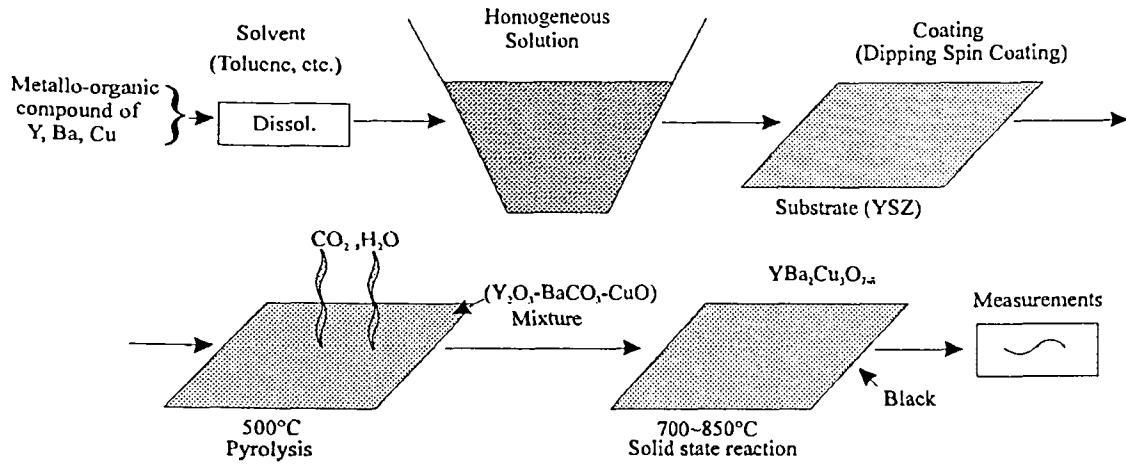 Solvent
(Toluene, etc.)
Metallo-organic
compound of
Y, Ba, Cu
Dissol.
Homogeneous
Solution
Coating
(Dipping Spin Coating)
Substrate (YSZ)
CO₂ ,H₂O
(Y₂O₃-BaCO₃-CuO)
Mixture
500°C
Pyrolysis
YBa₂Cu₃O₇₋ₓ
700~850°C
Solid state reaction
Black
Measurements